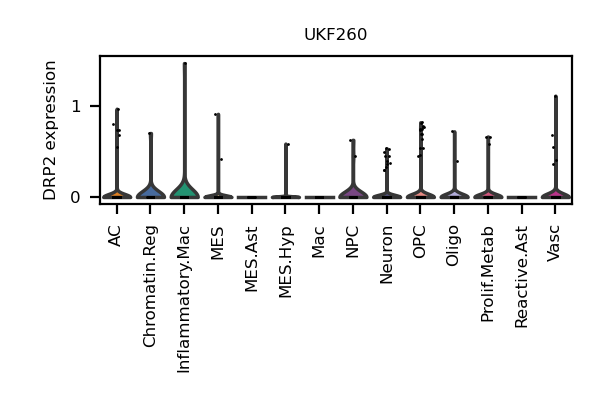 UKF260
DRP2 expression
1
0
AC
Chromatin.Reg
Inflammatory.Mac
MES
MES.Ast
MES.Hyp
Mac
NPC
Neuron
OPC
Oligo
Prolif.Metab
Reactive.Ast
Vasc